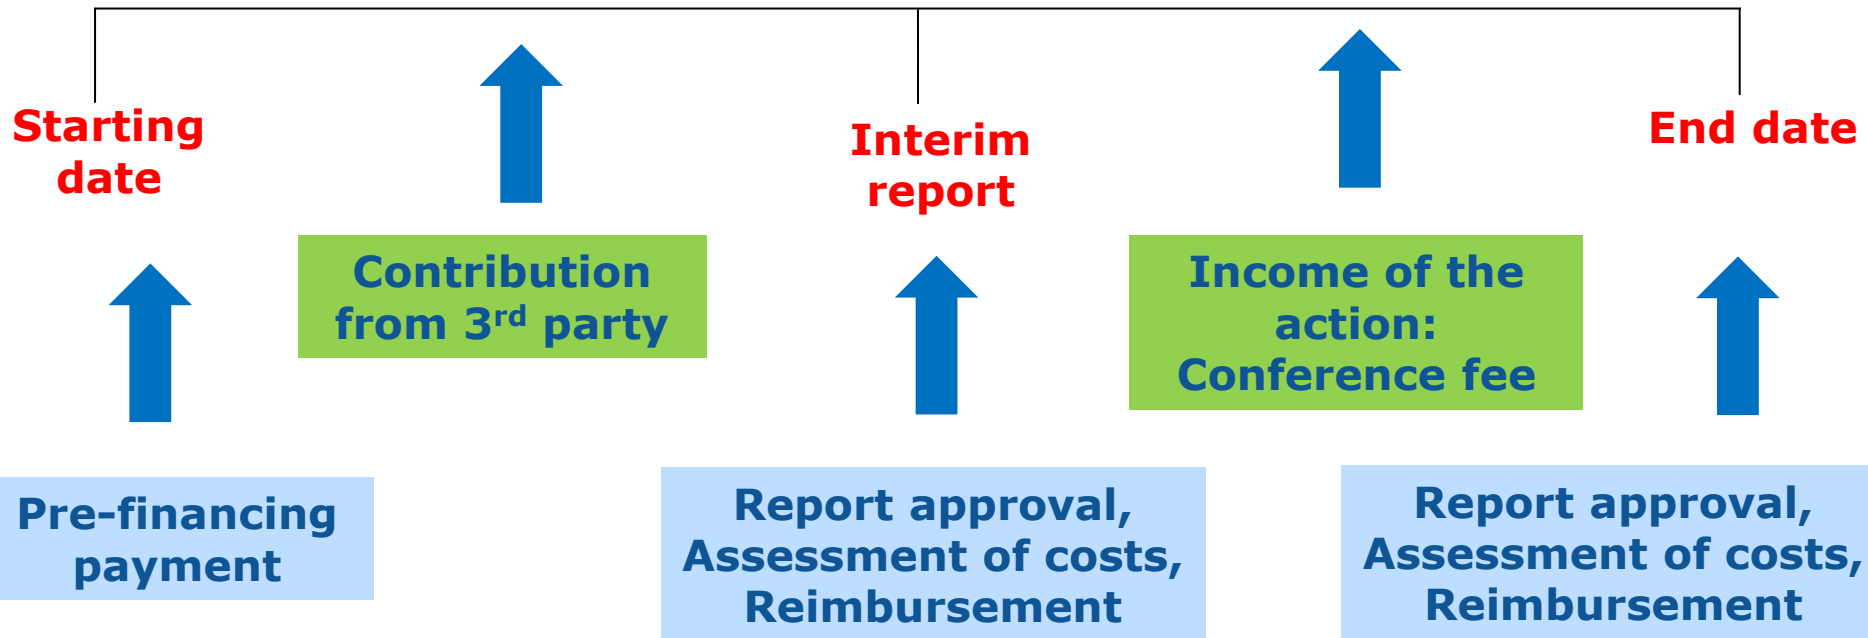 Starting
date
Interim
report
End date
Contribution
from 3rd party
Income of the
action:
Conference fee
Pre-financing
payment
Report approval,
Assessment of costs,
Reimbursement
Report approval,
Assessment of costs,
Reimbursement